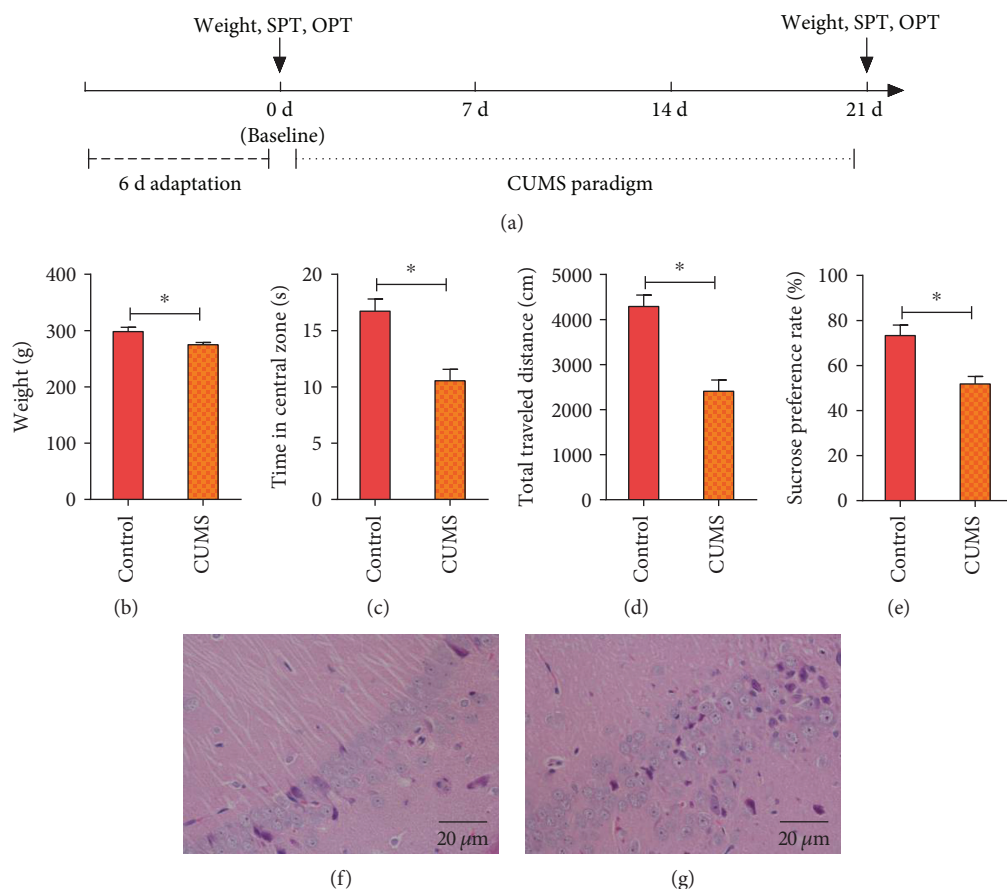 Weight, SPT, OPT
Weight, SPT, OPT
0 d
7 d
14 d
21 d
(Baseline)
6 d adaptation
CUMS paradigm
(a)
Weight (g)
400
300
200
100
0
*
Control
CUMS
(b)
Time in central zone (s)
20
15
10
5
0
*
Control
CUMS
(c)
Total traveled distance (cm)
5000
4000
3000
2000
1000
0
*
Control
CUMS
(d)
Sucrose preference rate (%)
100
80
60
40
20
0
*
Control
CUMS
(e)
20 μm
(f)
20 μm
(g)